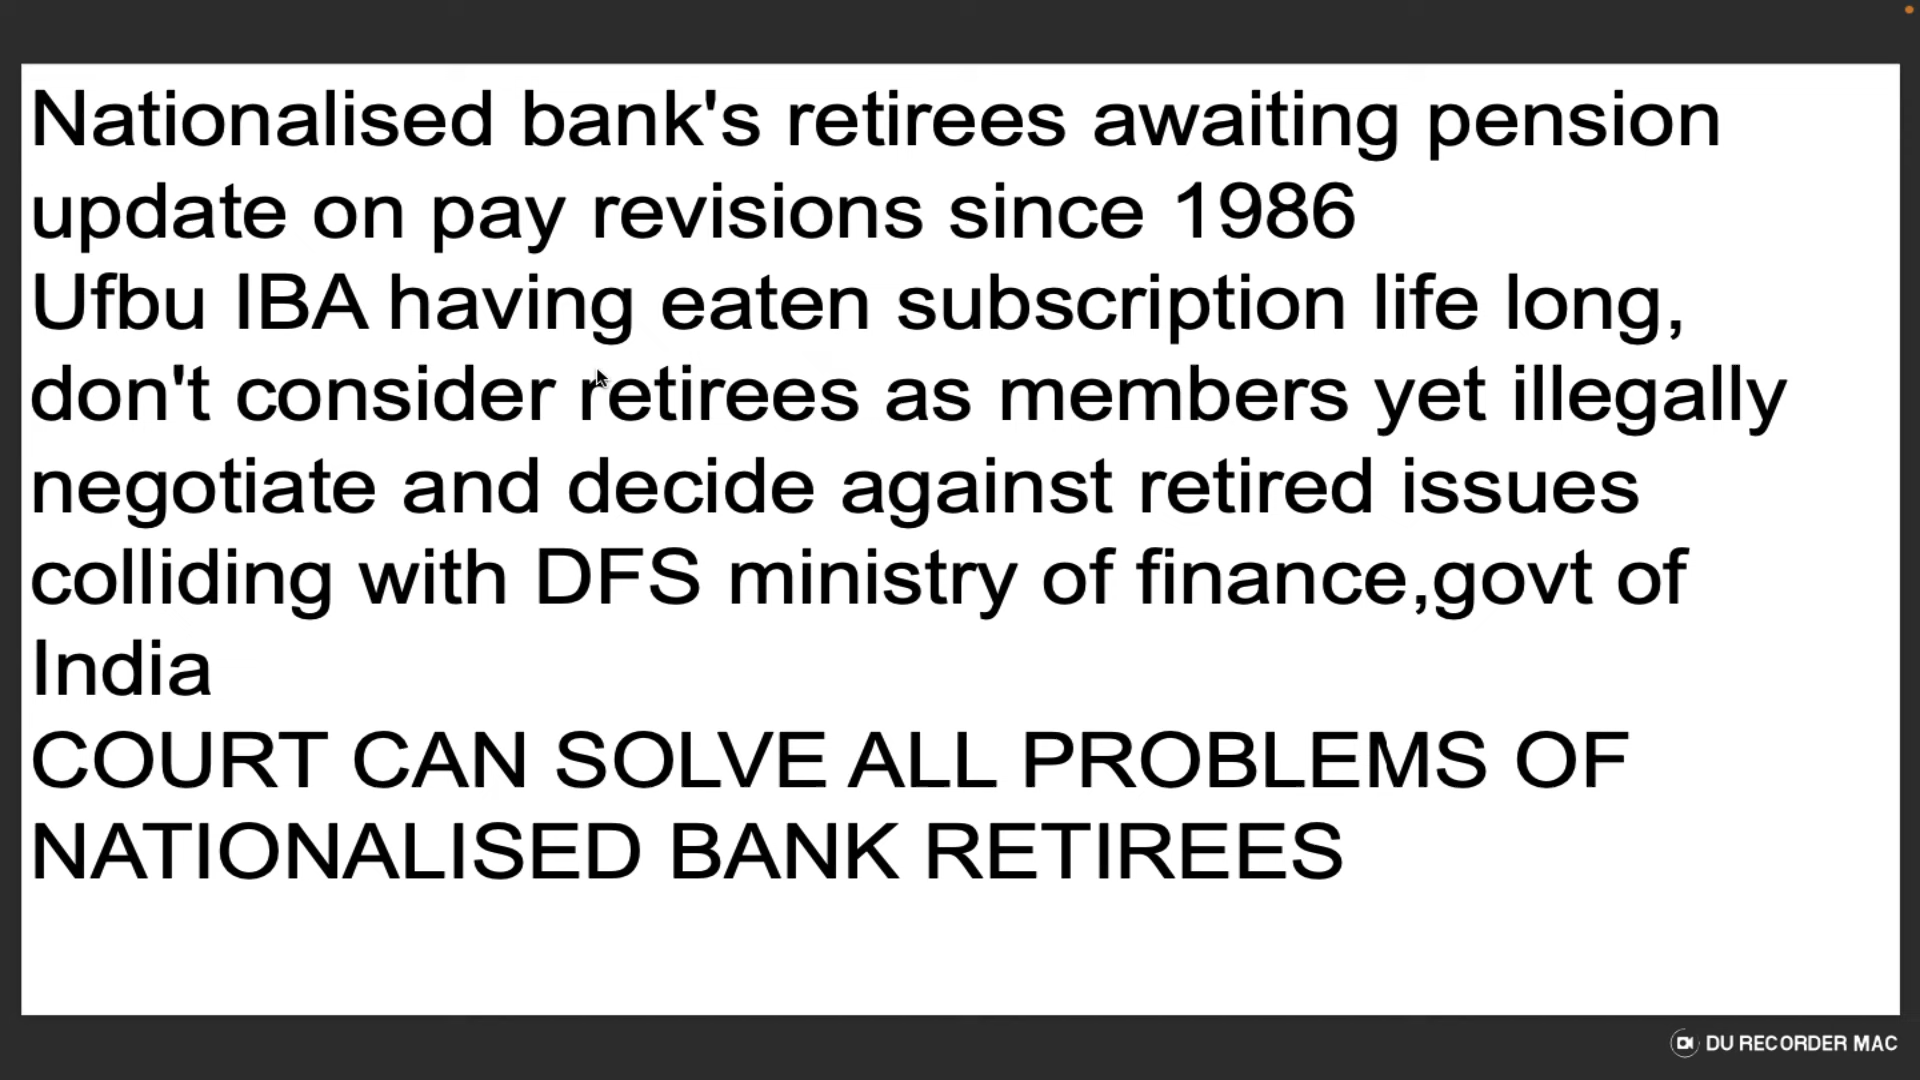 Nationalised bank's retirees awaiting pension
update on pay revisions since 1986
Ufbu IBA having eaten subscription life long,
don't consider retirees as members yet illegally
negotiate and decide against retired issues
colliding with DFS ministry of finance,govt of
India
COURT CAN SOLVE ALL PROBLEMS OF
NATIONALISED BANK RETIREES
DU RECORDER MAC